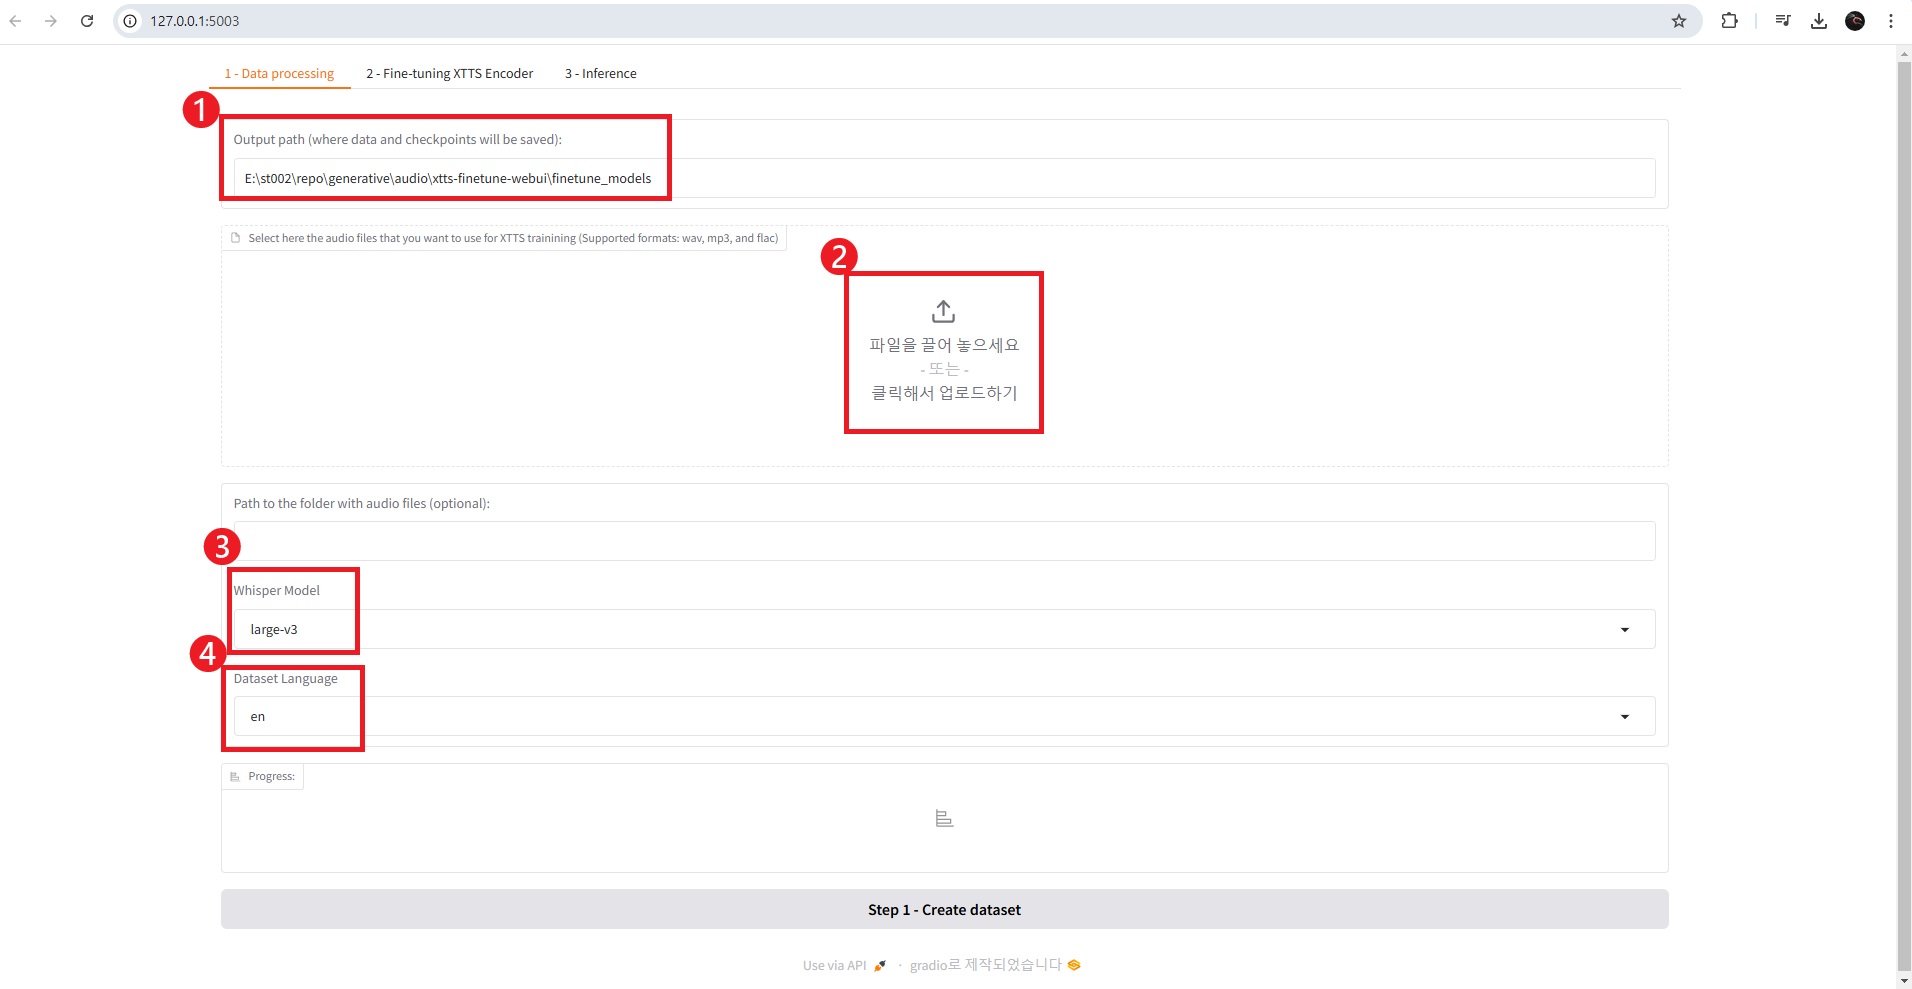 127.0.0.1:5003
1 - Data processing
2 - Fine-tuning XTTS Encoder
3 - Inference
1
Output path (where data and checkpoints will be saved):
E:\st002\repo\generative\audio\xtts-finetune-webui\finetune_models
Select here the audio files that you want to use for XTTS trainining (Supported formats: wav, mp3, and flac)
2
파일을 끌어 놓으세요
- 또는 -
클릭해서 업로드하기
Path to the folder with audio files (optional):
3
Whisper Model
large-v3
4
Dataset Language
en
Progress:
Step 1 - Create dataset
Use via API · gradio로 제작되었습니다